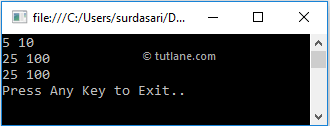 file:///C:/Users/surdasari/D...
5 10
25 100
© tutlane.com
25 100
Press Any Key to Exit..